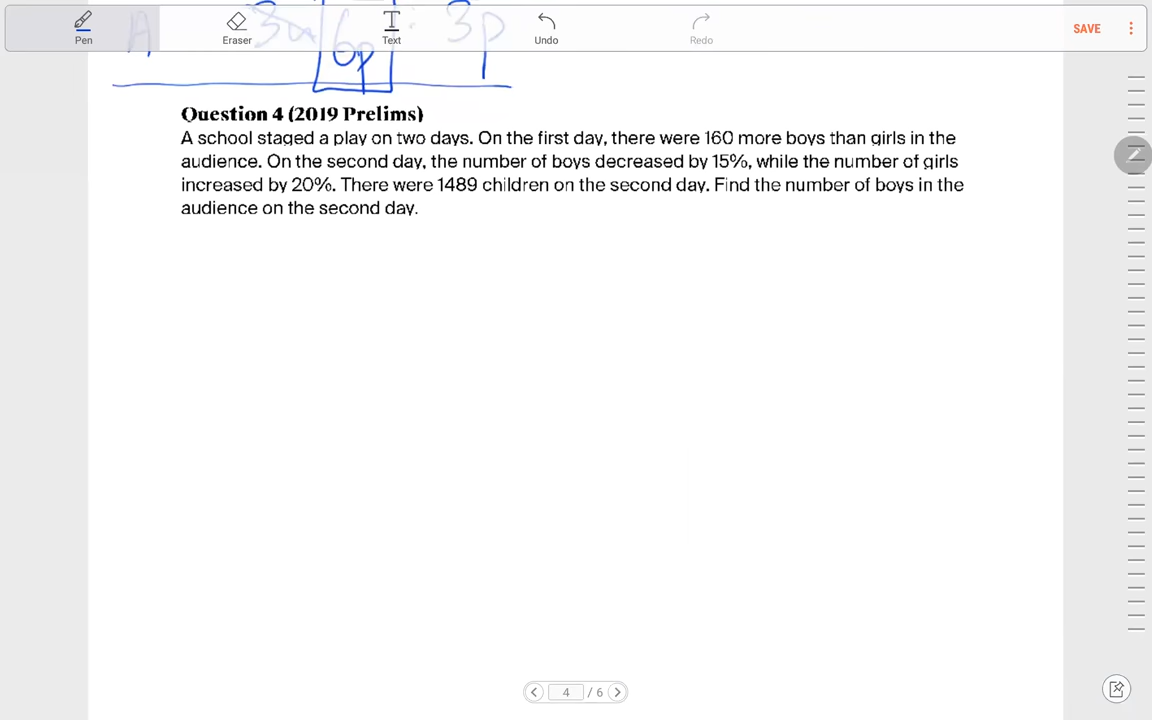 3u 6p : 3p
A
Pen
Eraser
Text
Undo
Redo
SAVE
Question 4 (2019 Prelims)
A school staged a play on two days. On the first day, there were 160 more boys than girls in the
audience. On the second day, the number of boys decreased by 15%, while the number of girls
increased by 20%. There were 1489 children on the second day. Find the number of boys in the
audience on the second day.
4 / 6